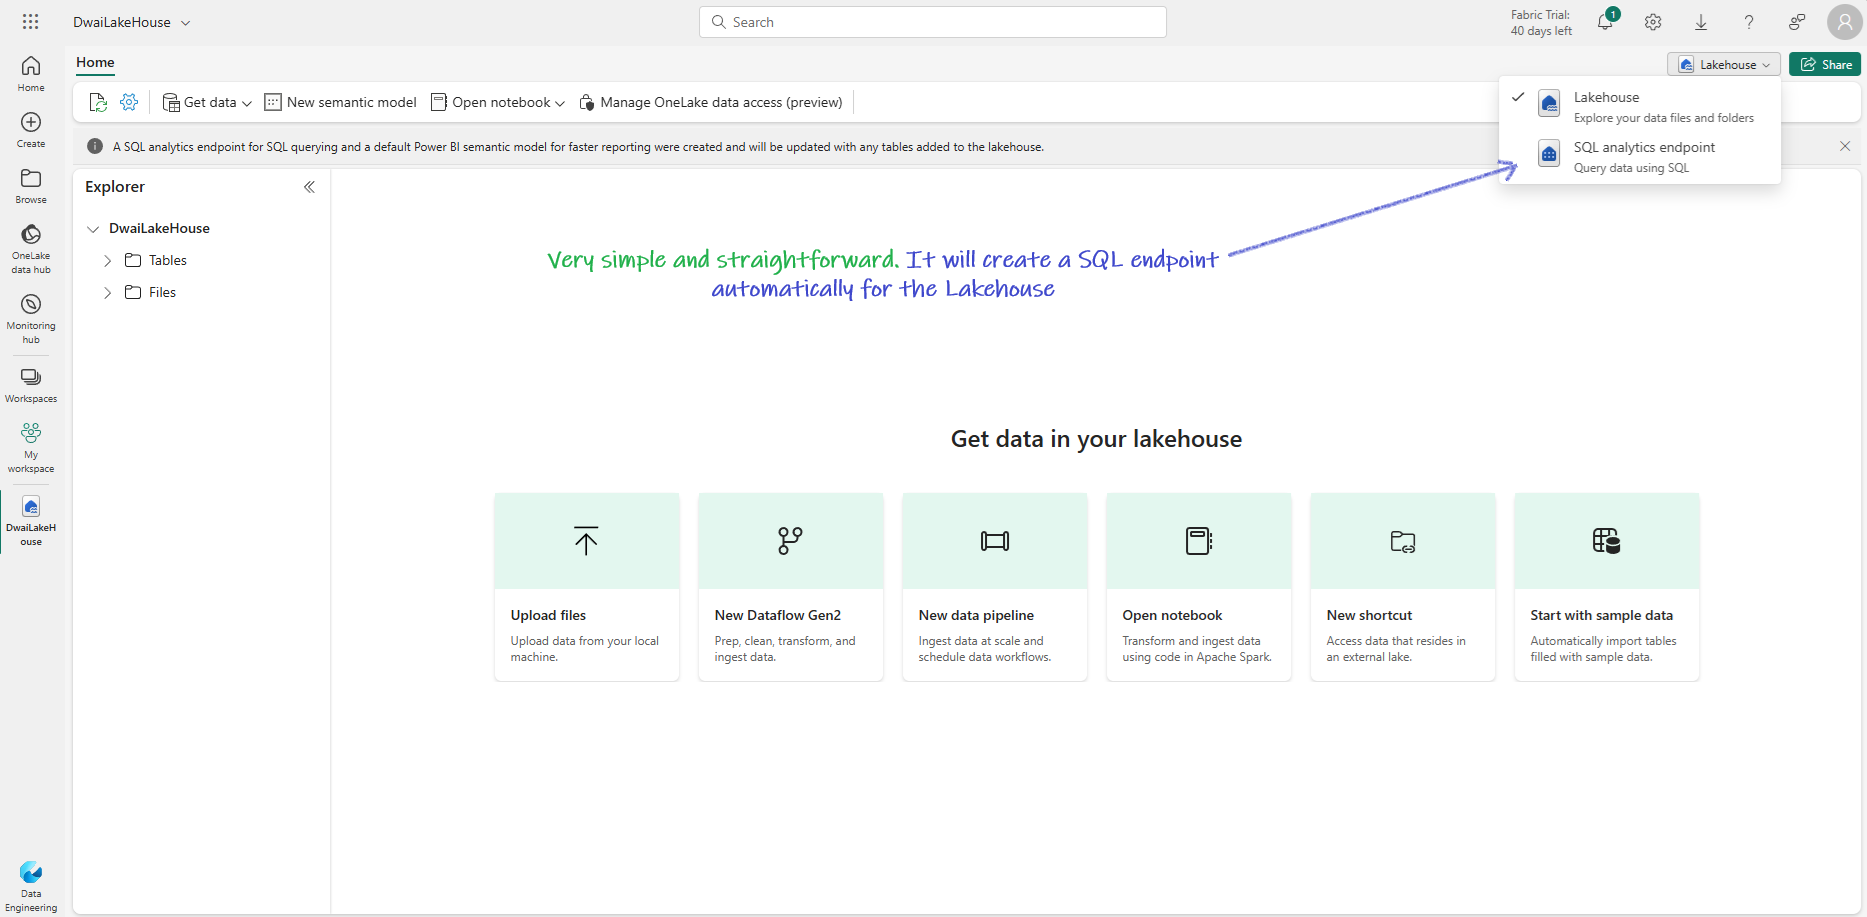 DwaiLakeHouse
Search
Fabric Trial:
40 days left
1
Home
Lakehouse
Share
Get data
New semantic model
Open notebook
Manage OneLake data access (preview)
Lakehouse
Explore your data files and folders
SQL analytics endpoint
Query data using SQL
A SQL analytics endpoint for SQL querying and a default Power BI semantic model for faster reporting were created and will be updated with any tables added to the lakehouse.
Home
Create
Browse
OneLake
data hub
Monitoring
hub
Workspaces
My
workspace
DwaiLakeH
ouse
Data
Engineering
Explorer
DwaiLakeHouse
Tables
Files
Very simple and straightforward. It will create a SQL endpoint
automatically for the Lakehouse
Get data in your lakehouse
Upload files
Upload data from your local
machine.
New Dataflow Gen2
Prep, clean, transform, and
ingest data.
New data pipeline
Ingest data at scale and
schedule data workflows.
Open notebook
Transform and ingest data
using code in Apache Spark.
New shortcut
Access data that resides in
an external lake.
Start with sample data
Automatically import tables
filled with sample data.